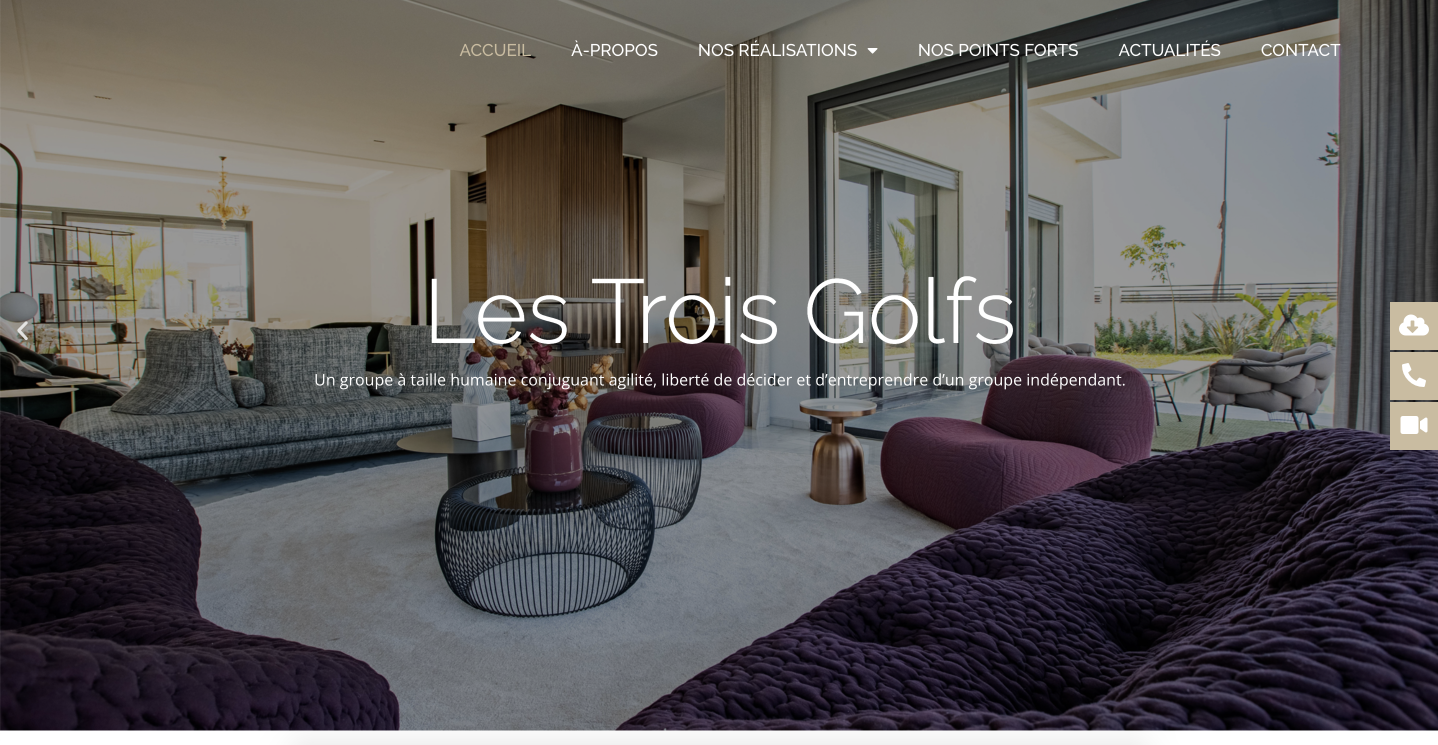 ACCUEIL
À-PROPOS
NOS RÉALISATIONS
NOS POINTS FORTS
ACTUALITÉS
CONTACT
Les Trois Golfs
Un groupe à taille humaine conjuguant agilité, liberté de décider et d’entreprendre d’un groupe indépendant.